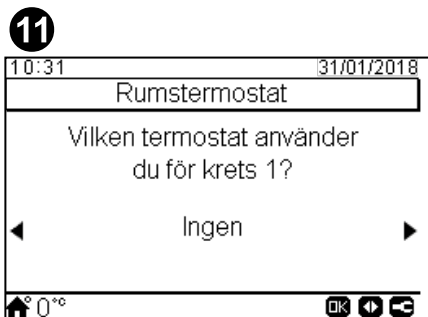 11
10:31 31/01/2018
Rumstermostat
Vilken termostat använder
du för krets 1?
Ingen
0°C
OK